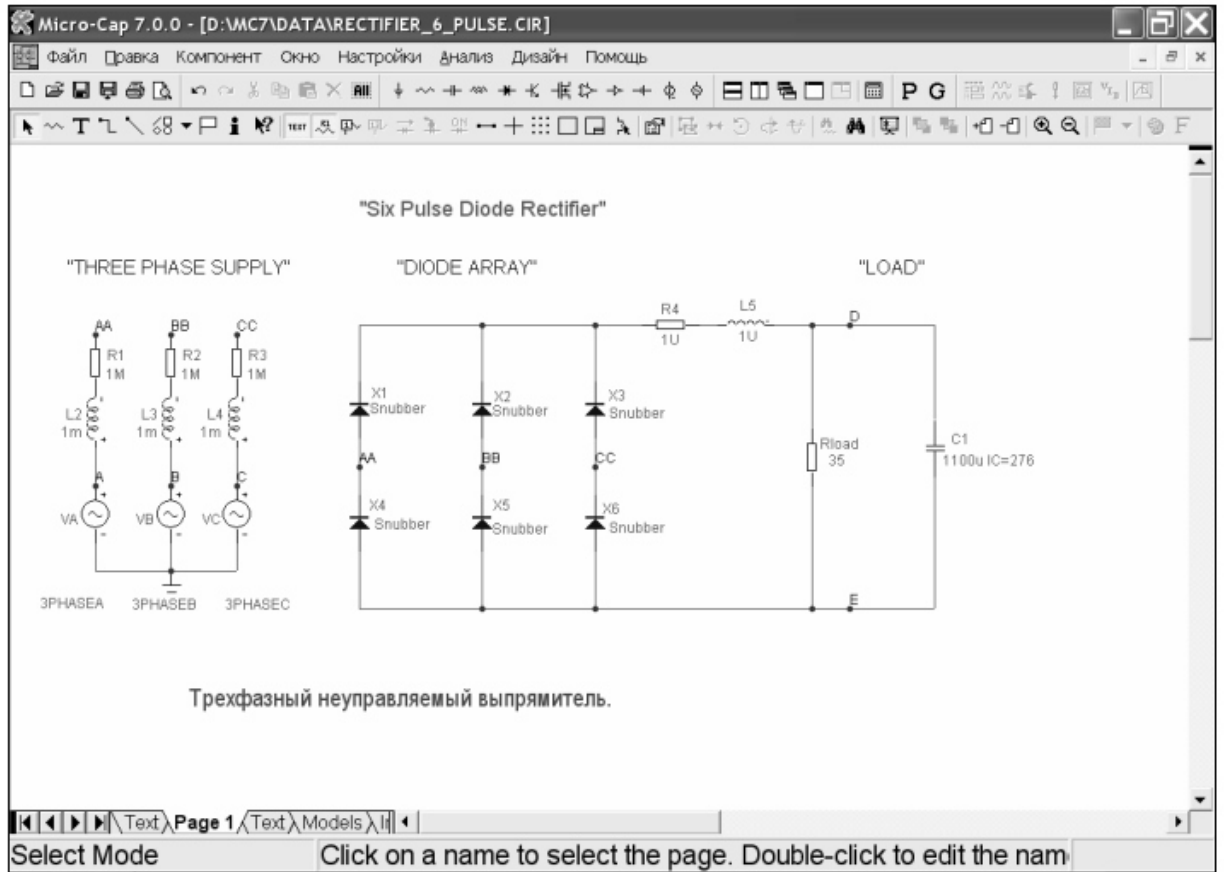 Micro-Cap 7.0.0 - [D:\MC7\DATA\RECTIFIER_6_PULSE.CIR]
Файл Правка Компонент Окно Настройки Анализ Дизайн Помощь
P G
T
TEXT
F
"Six Pulse Diode Rectifier"
"THREE PHASE SUPPLY" "DIODE ARRAY" "LOAD"
AA BB CC
R1 R2 R3
1M 1M 1M
L2 L3 L4
1m 1m 1m
A B C
VA VB VC
3PHASEA 3PHASEB 3PHASEC
R4 L5
1U 1U
D
X1 X2 X3
Snubber Snubber Snubber
AA BB CC
X4 X5 X6
Snubber Snubber Snubber
Rload
35
C1
1100u IC=276
E
Трехфазный неуправляемый выпрямитель.
Text Page 1 Text Models
Select Mode Click on a name to select the page. Double-click to edit the nam